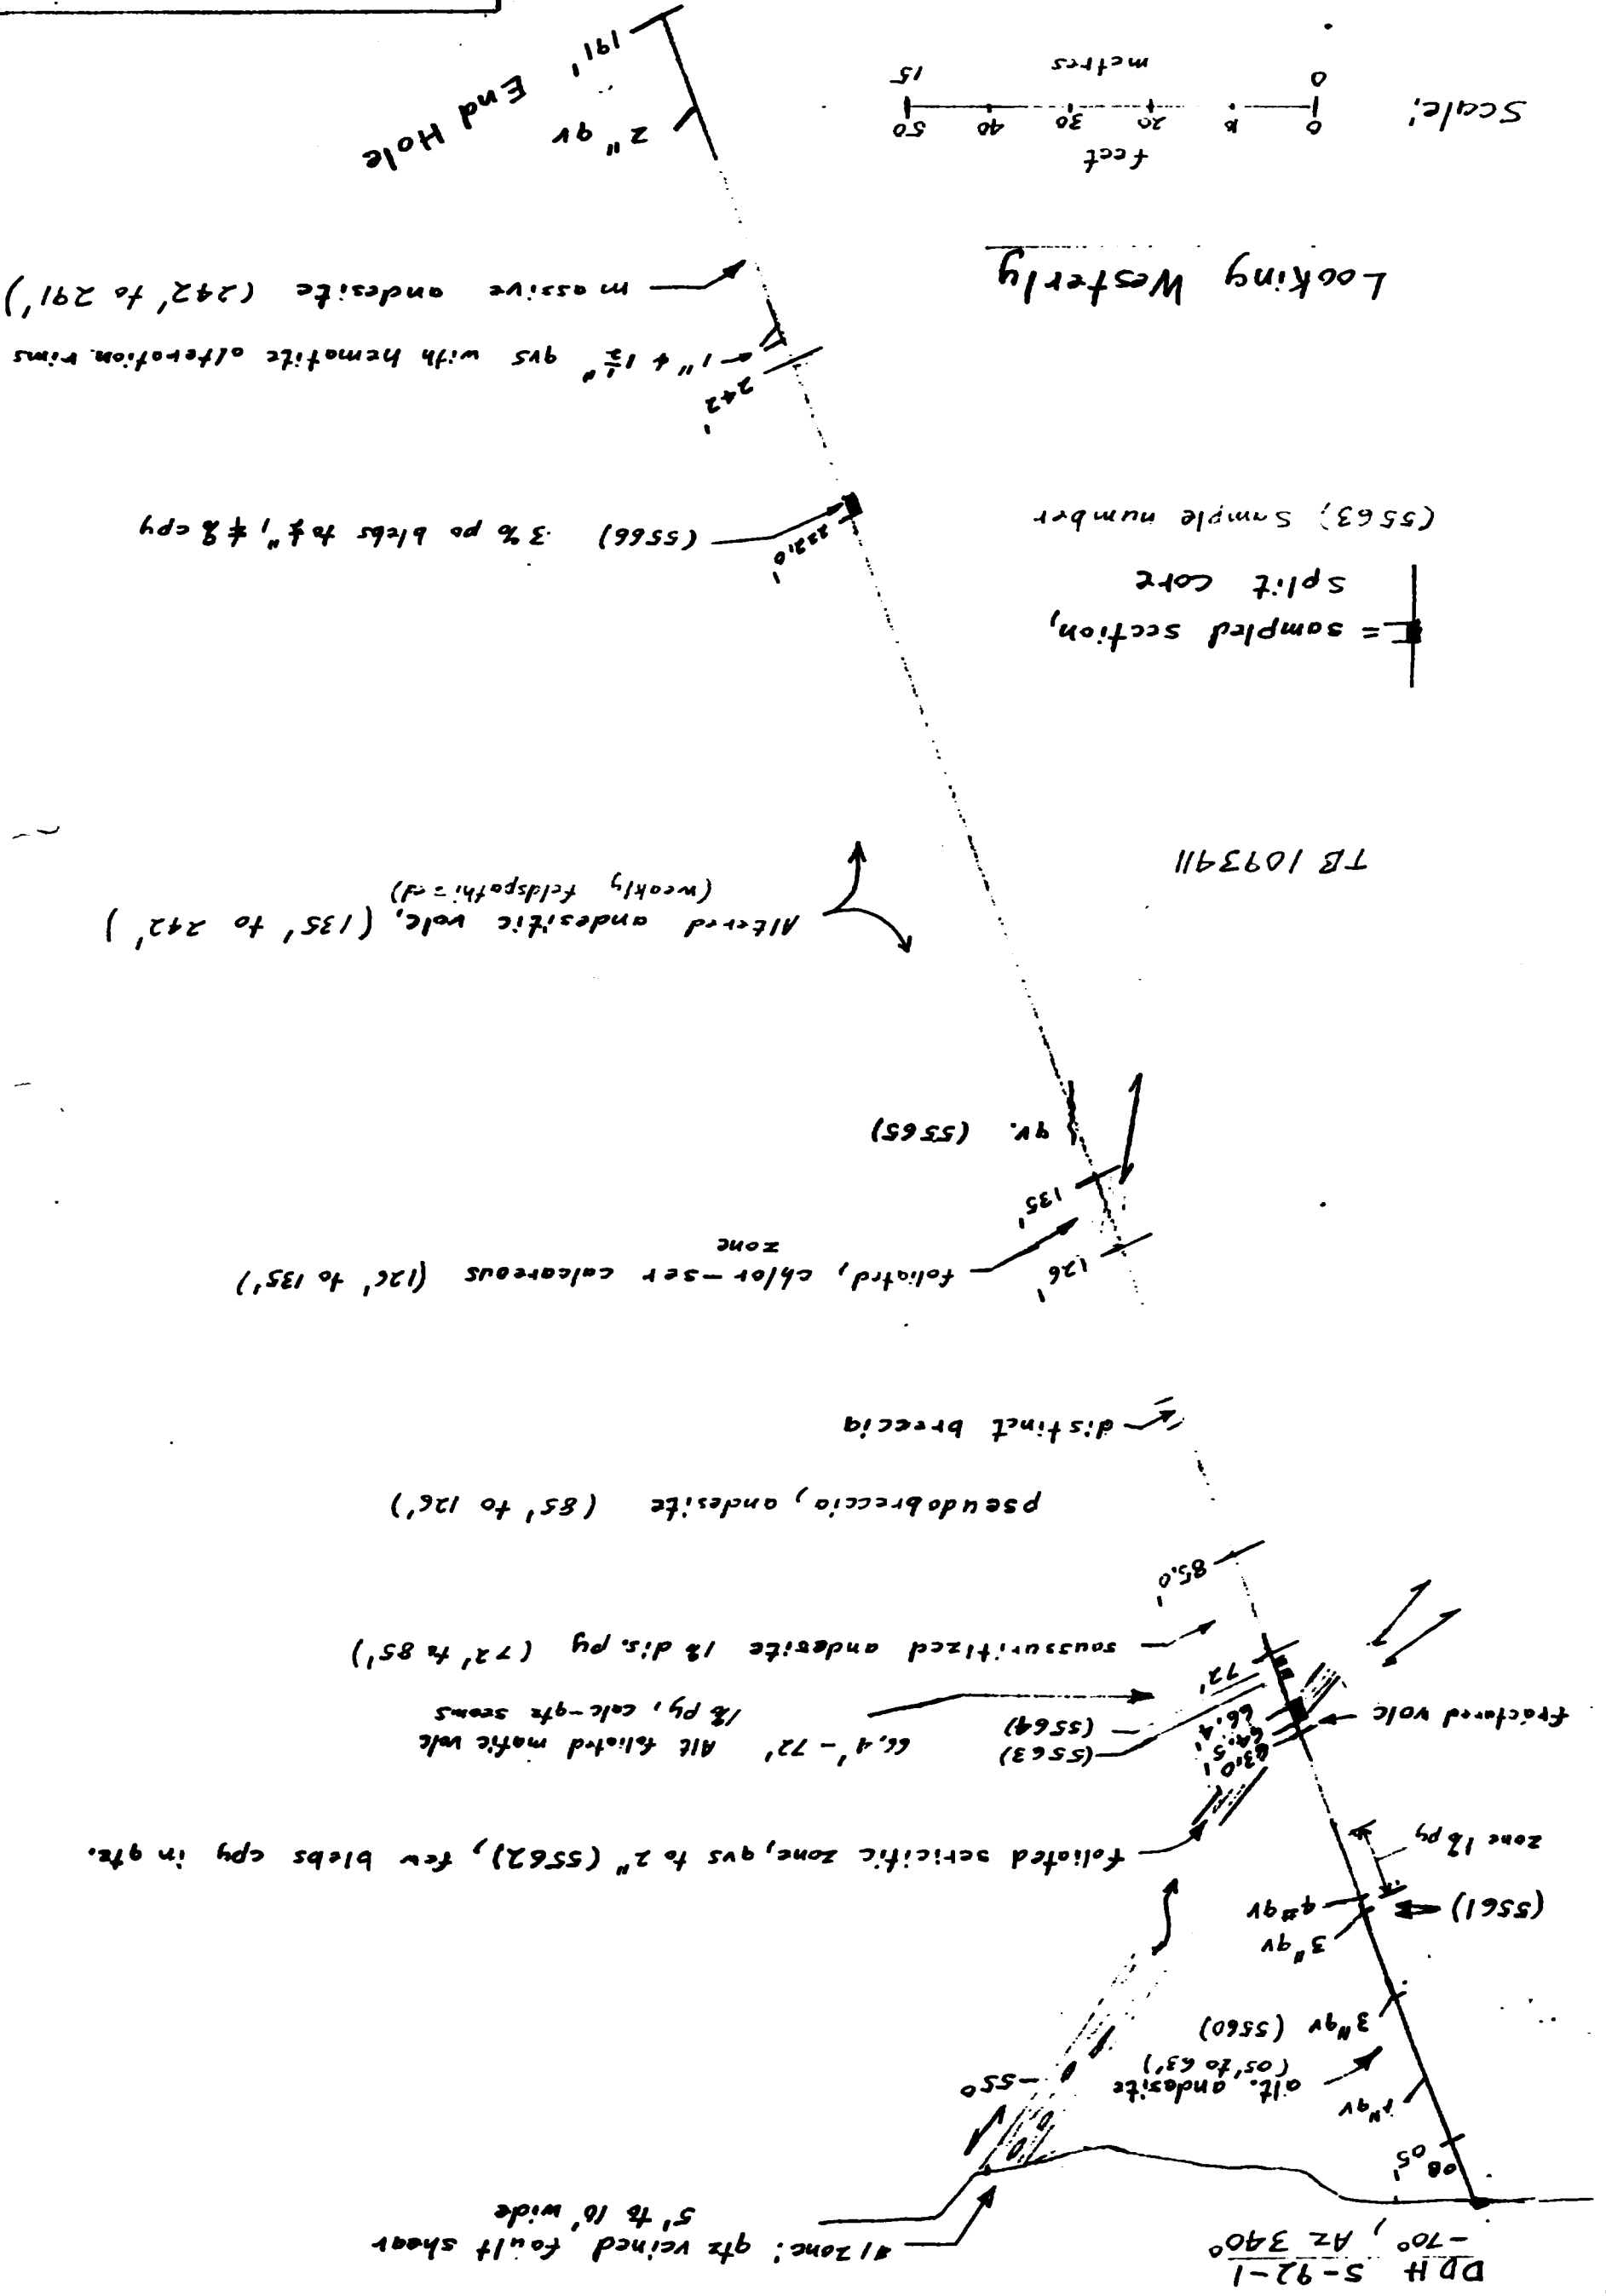 DDH S-92-1
-70°, Az 340°
#1 zone: qtz veined fault shear
5' to 10' wide
OB 05'
1" qv
alt. andesite
(05' to 63')
-55°
3" qv (5560)
3" qv
4" qv
(5561)
zone 1% py
foliated sericitic zone, qvs to 2" (5562), few blebs cpy in qtz.
63.0'
64.5'
66.4'
72'
fractured volc
(5563)
(5564)
66.4' - 72' Alt foliated mafic volc
1% py, calc-qtz seams
saussuritized andesite 1% dis. py (72' to 85')
85.0'
pseudobreccia, andesite (85' to 126')
distinct breccia
126'
foliated, chlor-ser calcareous (126' to 135')
zone
135'
qv. (5565)
Altered andesitic volc, (135' to 242')
(weakly feldspathized)
TB 1093911
= sampled section,
split core
(5563); Sample number
222.0'
(5566) 3% po blebs to
cpy
242'
1" & 1½" qvs with hematite alteration rims
massive andesite (242' to 291')
Looking Westerly
2" qv
191' End Hole
Scale:
feet
0 10 20 30 40 50
0 15
metres